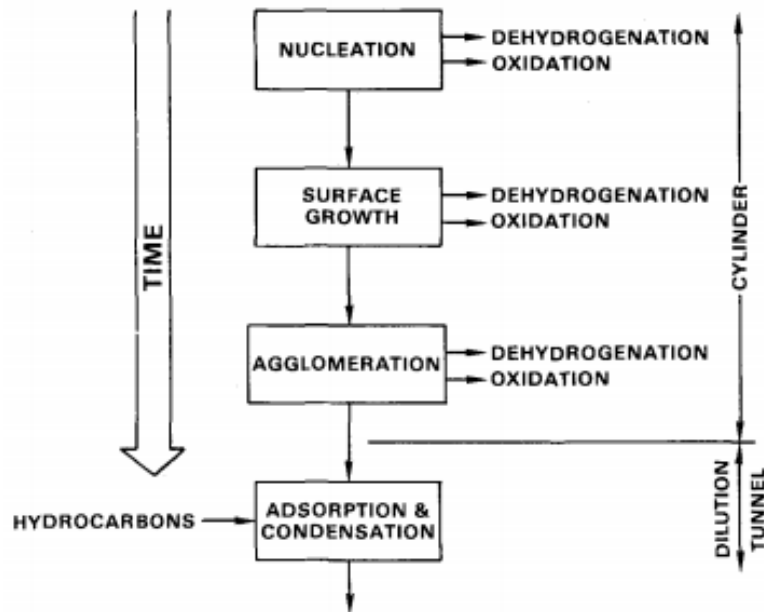 NUCLEATION
DEHYDROGENATION
OXIDATION
SURFACE
GROWTH
DEHYDROGENATION
OXIDATION
TIME
CYLINDER
AGGLOMERATION
DEHYDROGENATION
OXIDATION
HYDROCARBONS
ADSORPTION &
CONDENSATION
DILUTION
TUNNEL